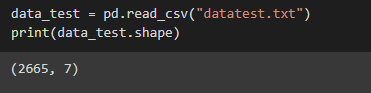 data_test = pd.read_csv("datatest.txt")
print(data_test.shape)
(2665, 7)